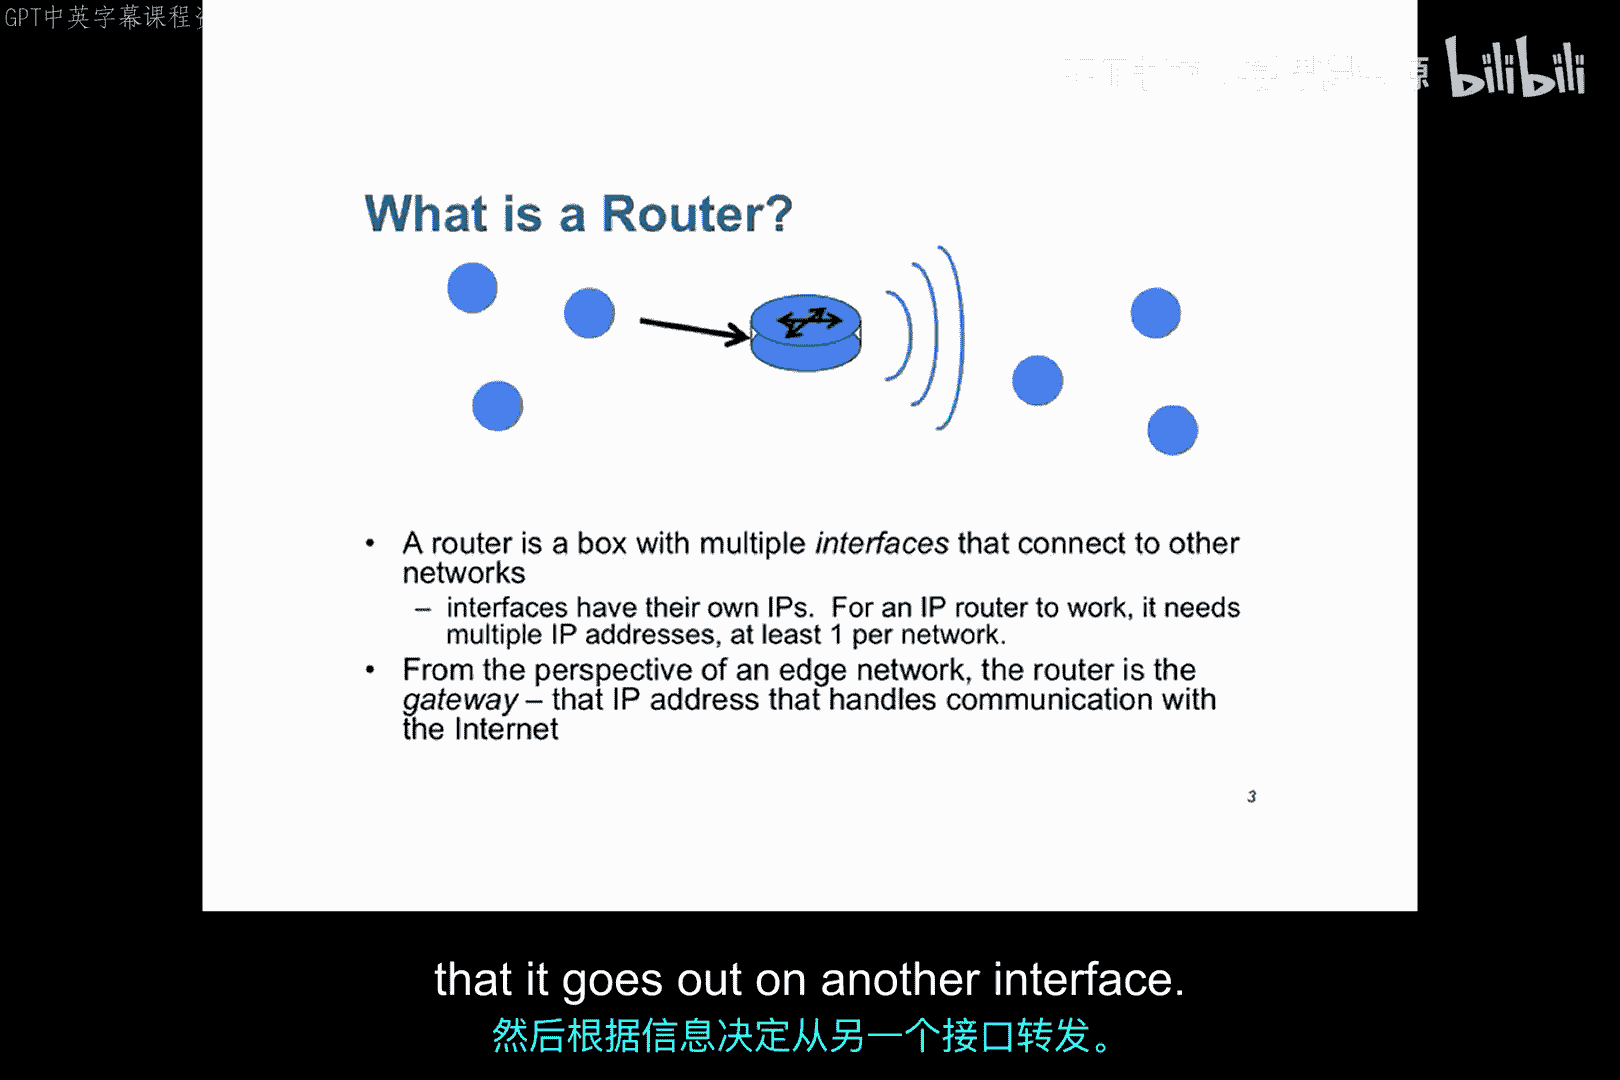 GPT中英字幕课程
bilibili
What is a Router?
• A router is a box with multiple interfaces that connect to other
networks
– interfaces have their own IPs. For an IP router to work, it needs
multiple IP addresses, at least 1 per network.
• From the perspective of an edge network, the router is the
gateway – that IP address that handles communication with
the Internet
3
that it goes out on another interface.
然后根据信息决定从另一个接口转发。